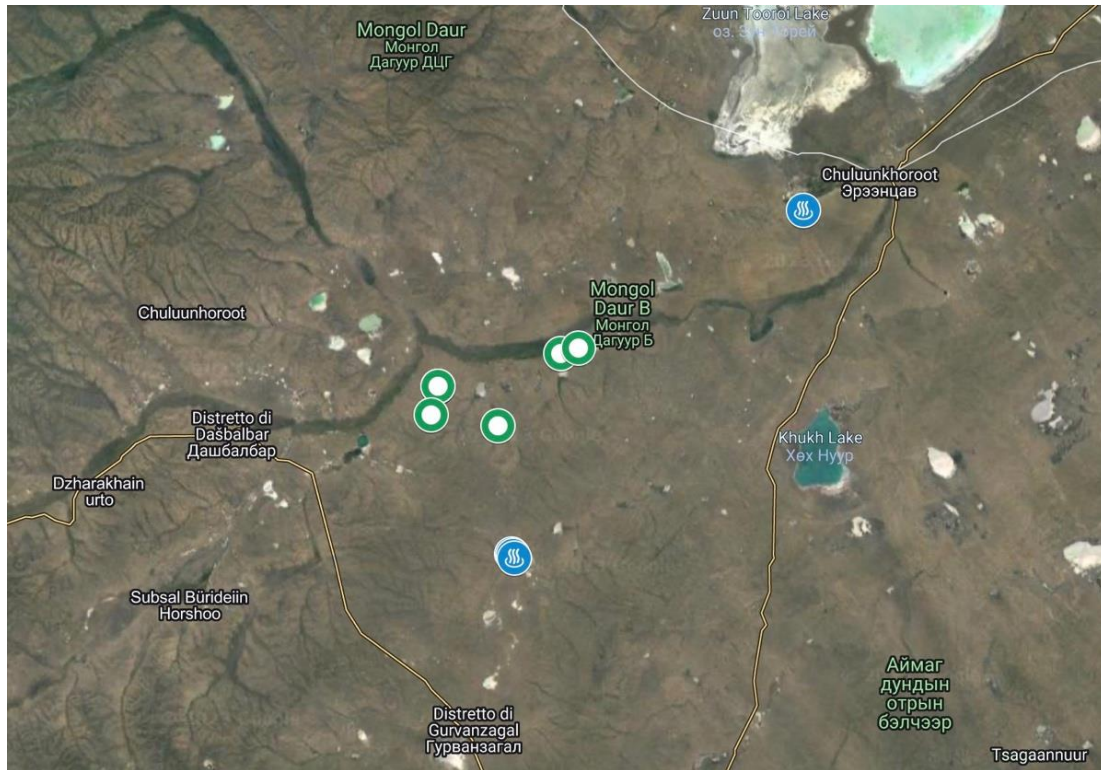 Zuun Tooroi Lake
Mongol Daur
Монгол
Дагуур ДЦГ
Chuluunkhoroot
Эрээнцав
Mongol
Daur B
Монгол
Дагуур Б
Chuluunhoroot
Distretto di
Dašbalbar
Дашбалбар
Khukh Lake
Хөх Нуур
Dzharakhain
urto
Subsal Bürideiin
Horshoo
Аймаг
дундын
отрын
бэлчээр
Distretto di
Gurvanzagal
Гурванзагал
Tsagaannuur